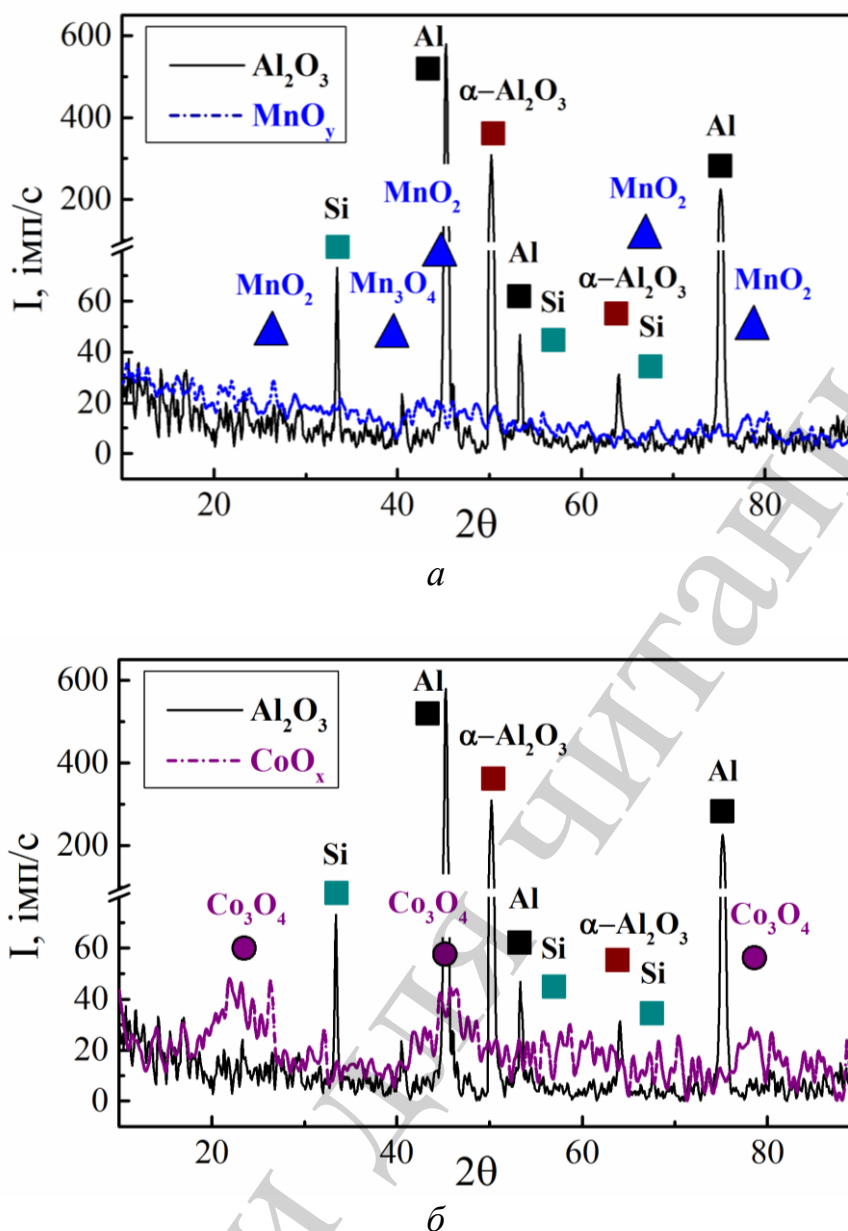 600
400
200
60
40
20
0
I, імп/с
Al₂O₃
MnOᵧ
Al
α–Al₂O₃
Al
MnO₂
MnO₂
Si
Al
α–Al₂O₃
MnO₂
Mn₃O₄
Si
Si
MnO₂
20 40 60 80
2θ
а
600
400
200
60
40
20
0
I, імп/с
Al₂O₃
CoOₓ
Al
α–Al₂O₃
Al
Si
Co₃O₄
Co₃O₄
Al
α–Al₂O₃
Co₃O₄
Si
Si
20 40 60 80
2θ
б
для читання